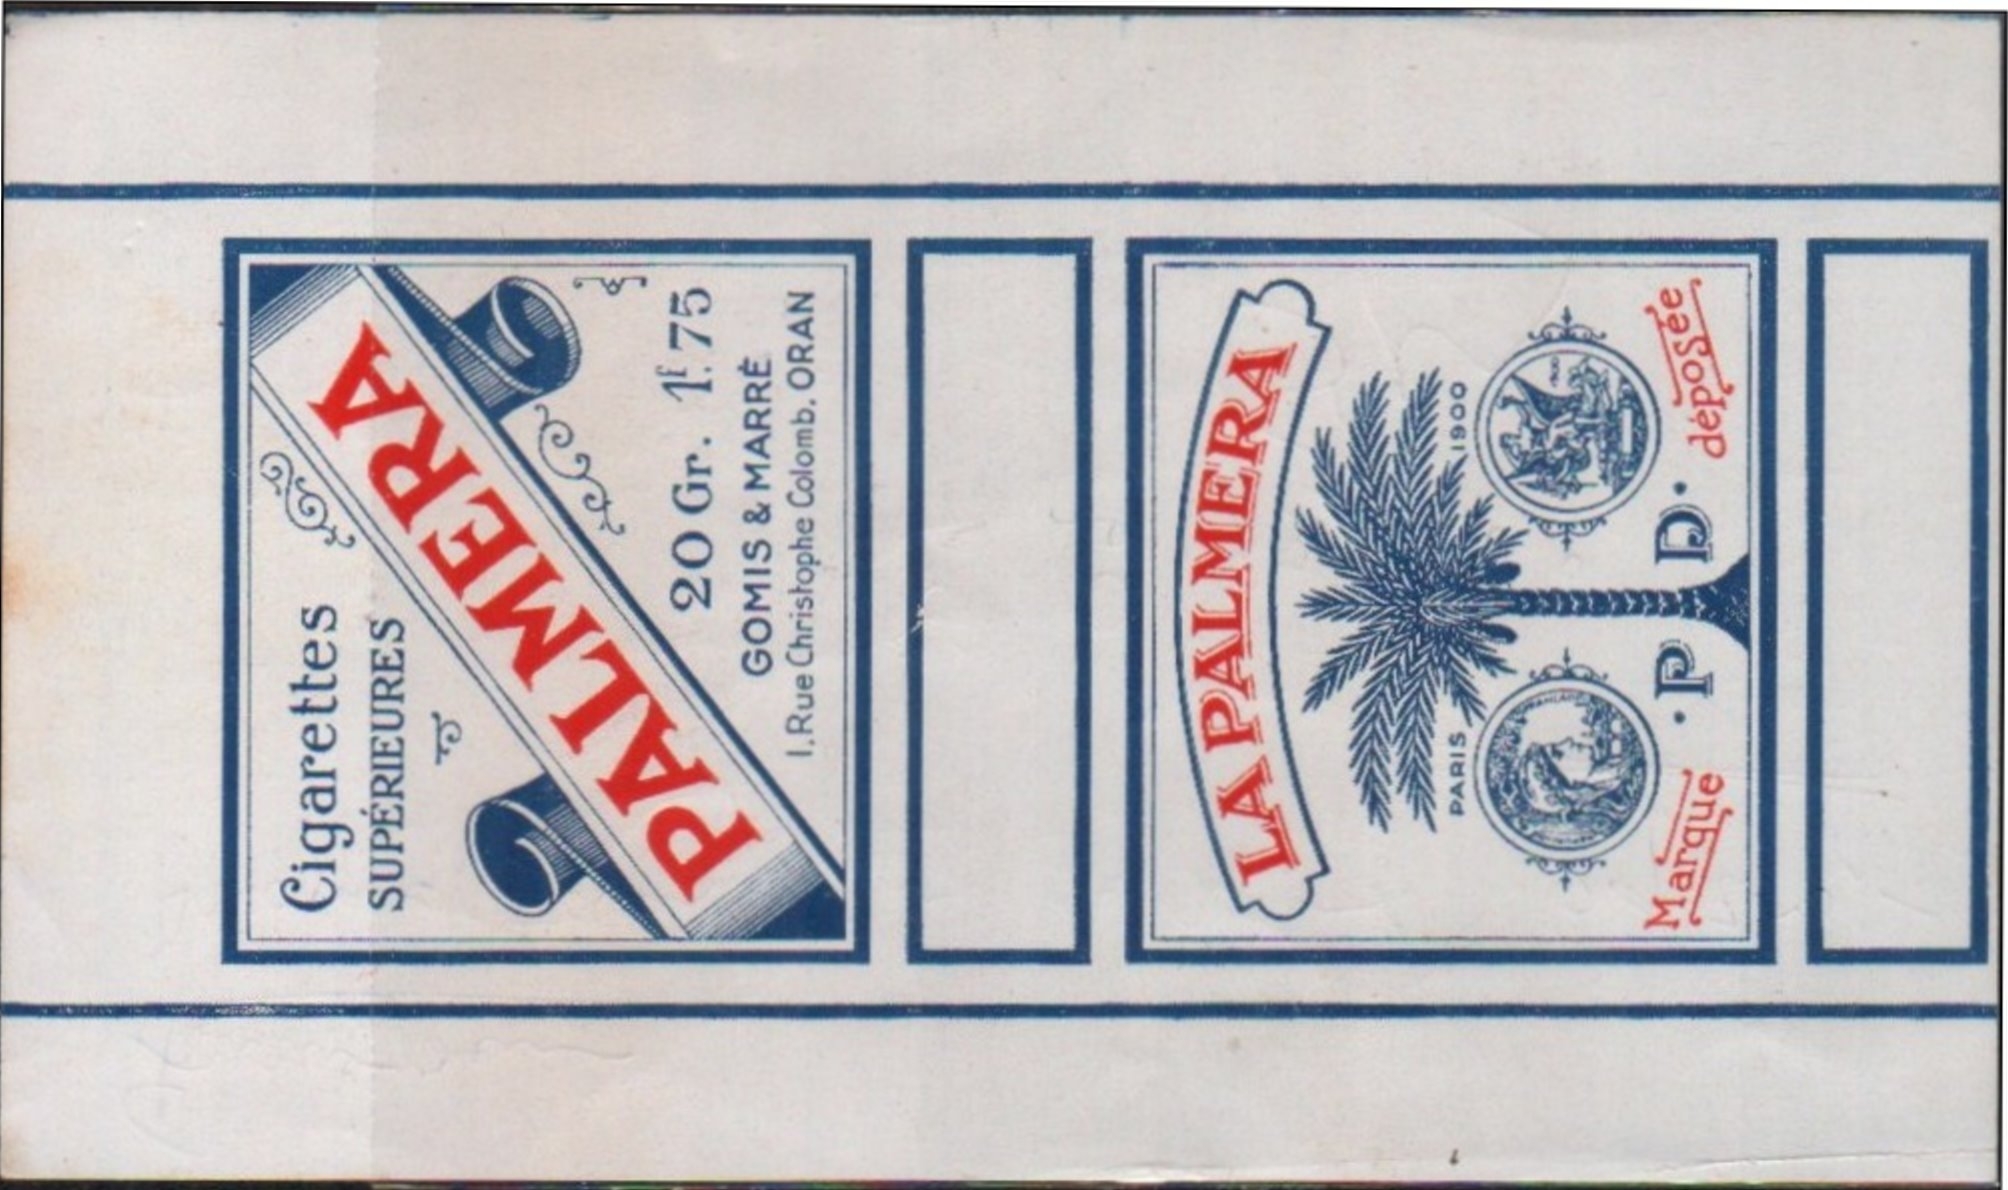 Cigarettes
SUPÉRIEURES
PALMERA
20 Gr. 1f.75
GOMIS & MARRÉ
1, Rue Christophe Colomb. ORAN
LA PALMERA
PARIS 1900
· P D ·
Marque déposée